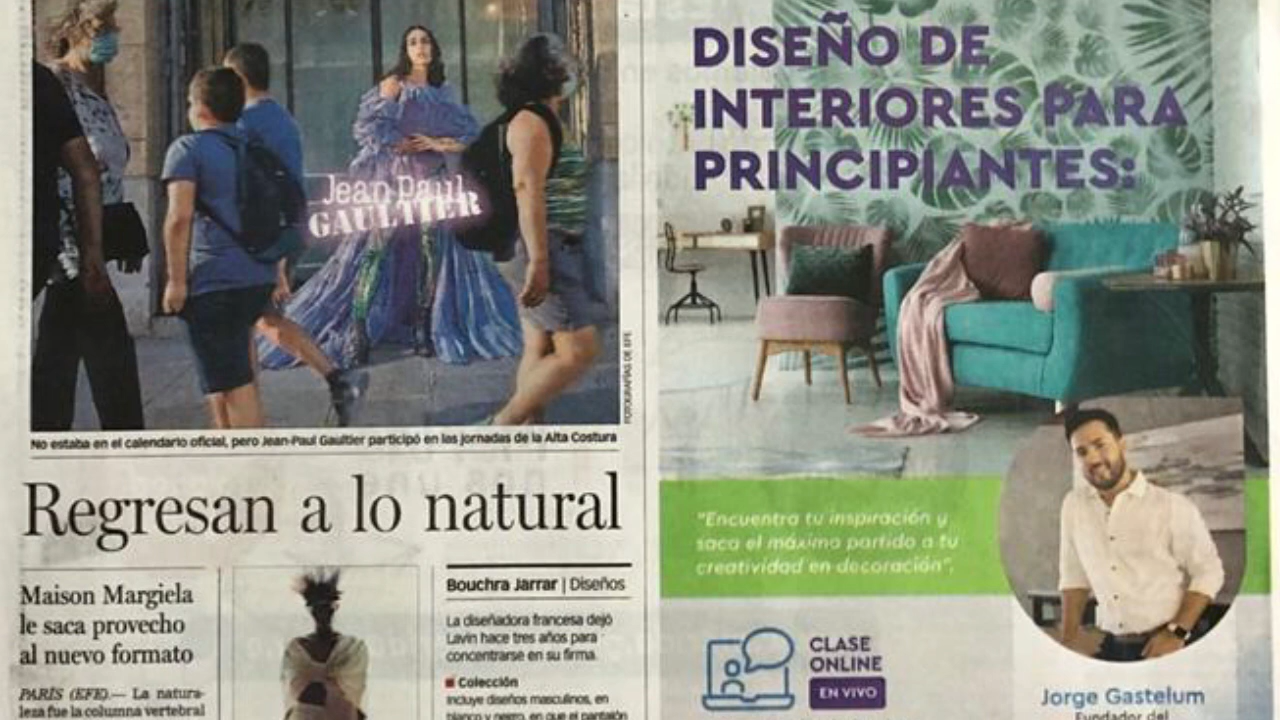 Jean Paul
GAULTIER
FOTOGRAFÍAS DE EFE
No estaba en el calendario oficial, pero Jean-Paul Gaultier participó en las jornadas de la Alta Costura
Regresan a lo natural
Maison Margiela
le saca provecho
al nuevo formato
PARÍS (EFE).— La natura-
leza fue la columna vertebral
Bouchra Jarrar | Diseños
La diseñadora francesa dejó
Lavin hace tres años para
concentrarse en su firma.
Colección
Incluye diseños masculinos, en
blanco y negro, en que el pantalón
DISEÑO DE
INTERIORES PARA
PRINCIPIANTES:
"Encuentra tu inspiración y
saca el máximo partido a tu
creatividad en decoración".
CLASE
ONLINE
EN VIVO
Jorge Gastelum
Fundador del